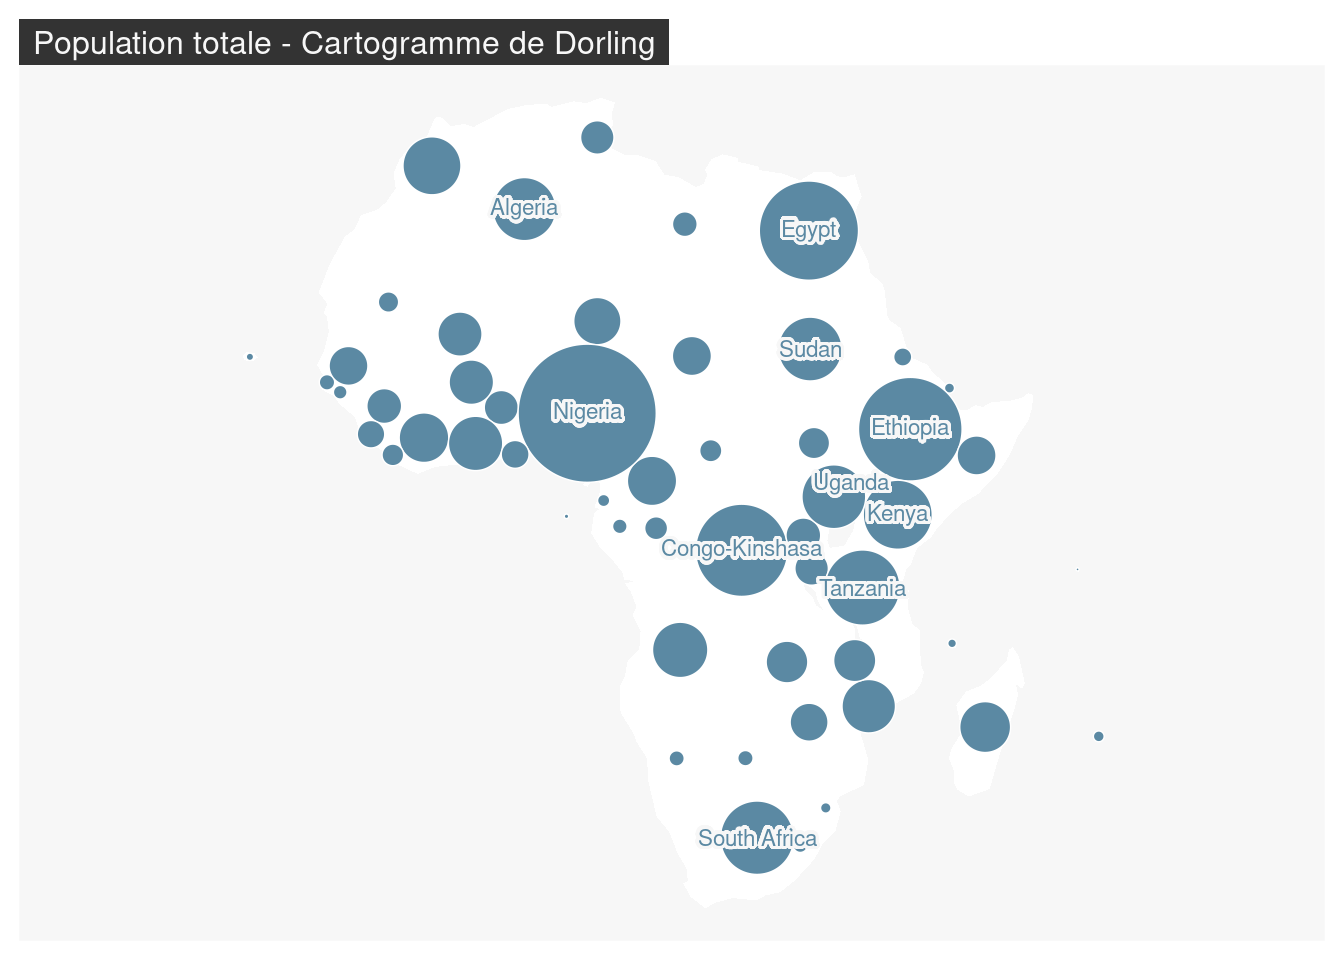 Population totale - Cartogramme de Dorling
Algeria
Egypt
Sudan
Nigeria
Ethiopia
Uganda
Kenya
Congo-Kinshasa
Tanzania
South Africa